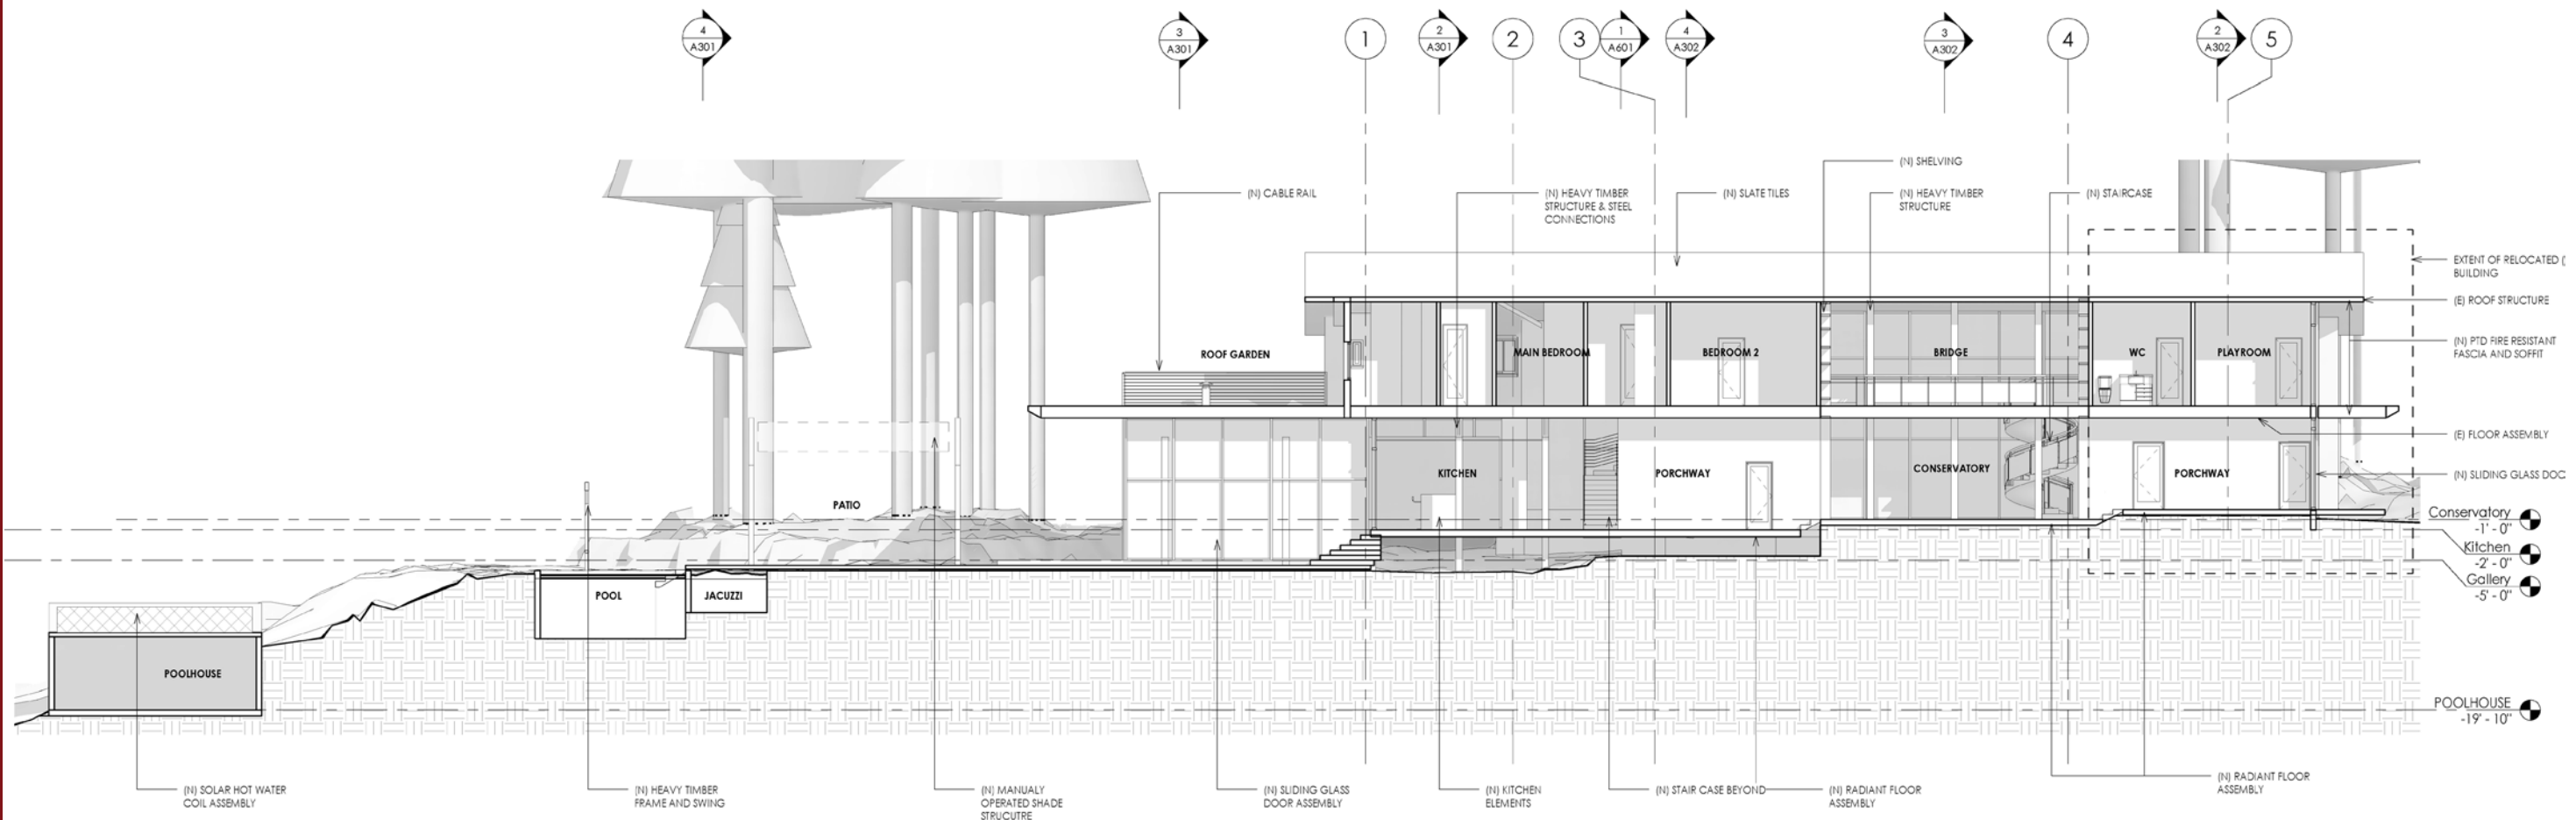 4
A301
3
A301
1
2
A301
2
3
1
A601
4
A302
3
A302
4
2
A302
5
(N) SHELVING
(N) CABLE RAIL
(N) HEAVY TIMBER
STRUCTURE & STEEL
CONNECTIONS
(N) SLATE TILES
(N) HEAVY TIMBER
STRUCTURE
(N) STAIRCASE
EXTENT OF RELOCATED (
BUILDING
(E) ROOF STRUCTURE
(N) PTD FIRE RESISTANT
FASCIA AND SOFFIT
ROOF GARDEN
MAIN BEDROOM
BEDROOM 2
BRIDGE
WC
PLAYROOM
(E) FLOOR ASSEMBLY
(N) SLIDING GLASS DOC
PATIO
KITCHEN
PORCHWAY
CONSERVATORY
PORCHWAY
Conservatory
-1' - 0"
Kitchen
-2' - 0"
Gallery
-5' - 0"
POOL
JACUZZI
POOLHOUSE
POOLHOUSE
-19' - 10"
(N) SOLAR HOT WATER
COIL ASSEMBLY
(N) HEAVY TIMBER
FRAME AND SWING
(N) MANUALY
OPERATED SHADE
STRUCUTRE
(N) SLIDING GLASS
DOOR ASSEMBLY
(N) KITCHEN
ELEMENTS
(N) STAIR CASE BEYOND
(N) RADIANT FLOOR
ASSEMBLY
(N) RADIANT FLOOR
ASSEMBLY